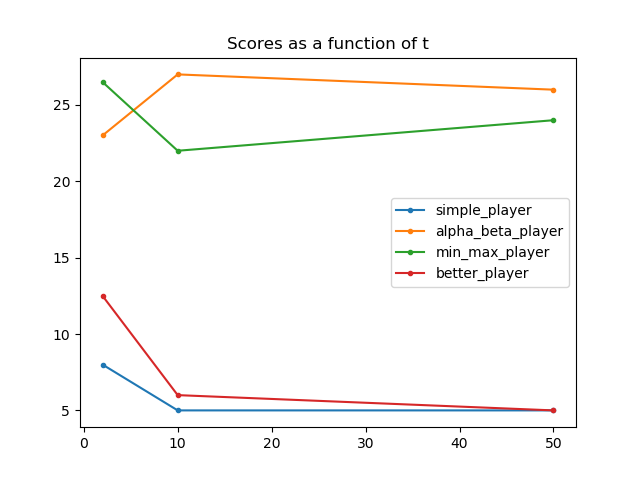 Scores as a function of t
25
20
15
10
5
simple_player
alpha_beta_player
min_max_player
better_player
0 10 20 30 40 50